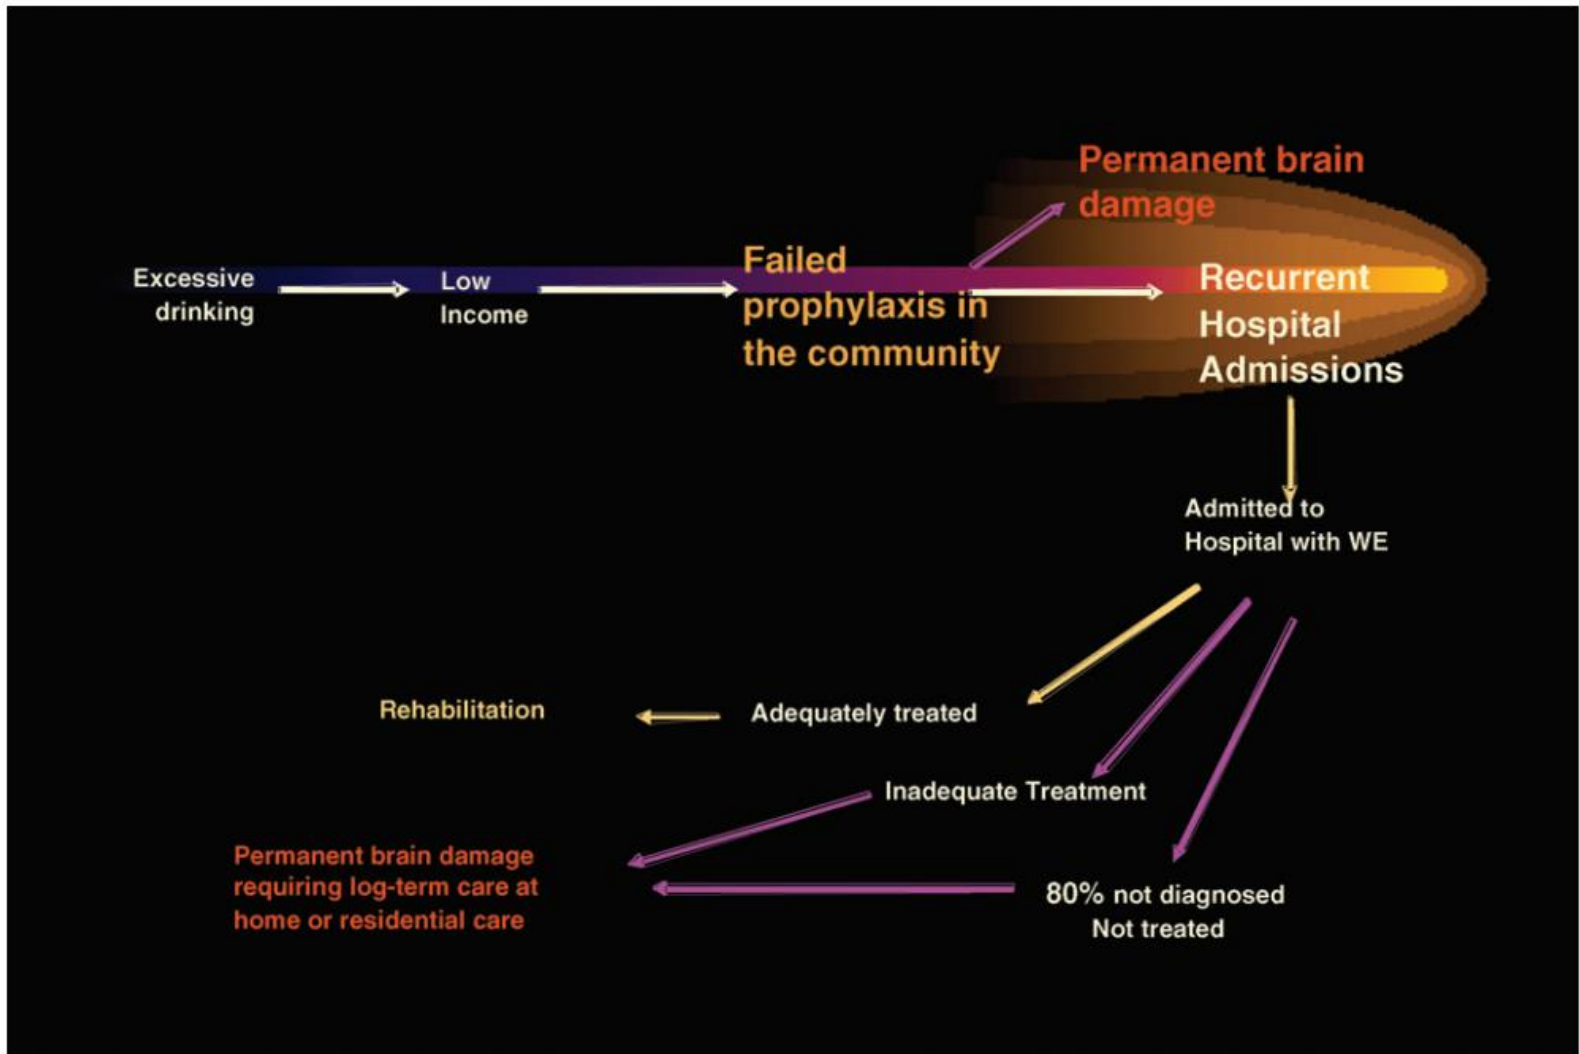 Permanent brain
damage
Excessive
drinking
Low
Income
Failed
prophylaxis in
the community
Recurrent
Hospital
Admissions
Admitted to
Hospital with WE
Rehabilitation
Adequately treated
Inadequate Treatment
Permanent brain damage
requiring log-term care at
home or residential care
80% not diagnosed
Not treated